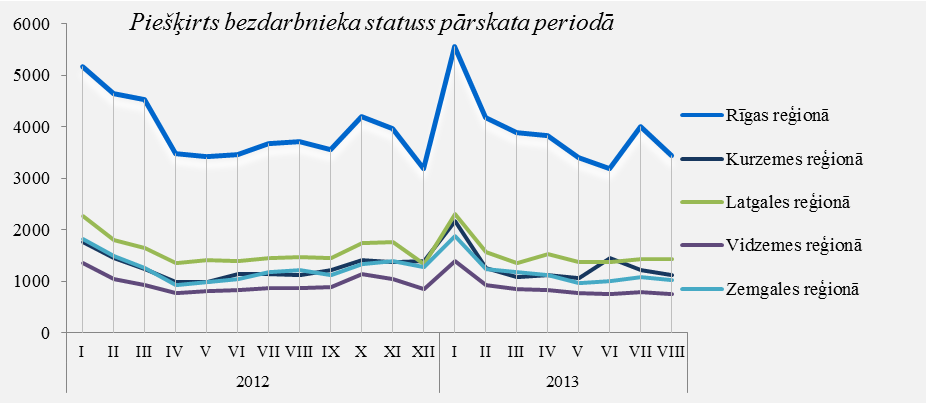 Piešķirts bezdarbnieka statuss pārskata periodā
6000
5000
4000
3000
2000
1000
0
I II III IV V VI VII VIII IX X XI XII I II III IV V VI VII VIII
2012 2013
Rīgas reģionā
Kurzemes reģionā
Latgales reģionā
Vidzemes reģionā
Zemgales reģionā